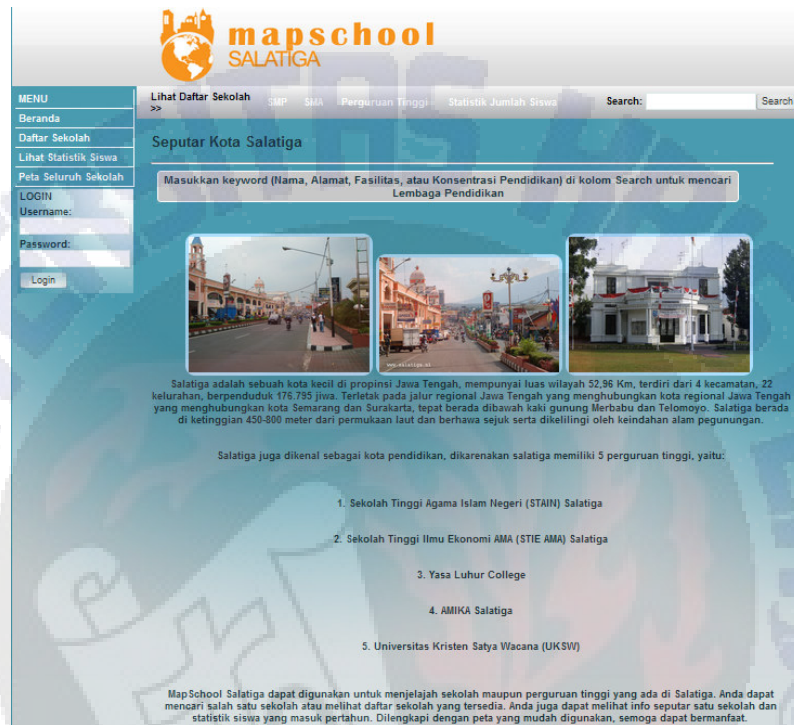 mapschool
SALATIGA
MENU
Beranda
Daftar Sekolah
Lihat Statistik Siswa
Peta Seluruh Sekolah
LOGIN
Username:
Password:
Login
Lihat Daftar Sekolah
>>
SMP SMA Perguruan Tinggi Statistik Jumlah Siswa
Search:
Search
Seputar Kota Salatiga
Masukkan keyword (Nama, Alamat, Fasilitas, atau Konsentrasi Pendidikan) di kolom Search untuk mencari
Lembaga Pendidikan
Salatiga adalah sebuah kota kecil di propinsi Jawa Tengah, mempunyai luas wilayah 52,96 Km, terdiri dari 4 kecamatan, 22
kelurahan, berpenduduk 176.795 jiwa. Terletak pada jalur regional Jawa Tengah yang menghubungkan kota regional Jawa Tengah
yang menghubungkan kota Semarang dan Surakarta, tepat berada dibawah kaki gunung Merbabu dan Telomoyo. Salatiga berada
di ketinggian 450-800 meter dari permukaan laut dan berhawa sejuk serta dikelilingi oleh keindahan alam pegunungan.
Salatiga juga dikenal sebagai kota pendidikan, dikarenakan salatiga memiliki 5 perguruan tinggi, yaitu:
1. Sekolah Tinggi Agama Islam Negeri (STAIN) Salatiga
2. Sekolah Tinggi Ilmu Ekonomi AMA (STIE AMA) Salatiga
3. Yasa Luhur College
4. AMIKA Salatiga
5. Universitas Kristen Satya Wacana (UKSW)
MapSchool Salatiga dapat digunakan untuk menjelajah sekolah maupun perguruan tinggi yang ada di Salatiga. Anda dapat
mencari salah satu sekolah atau melihat daftar sekolah yang tersedia. Anda juga dapat melihat info seputar satu sekolah dan
statistik siswa yang masuk pertahun. Dilengkapi dengan peta yang mudah digunakan, semoga dapat bermanfaat.